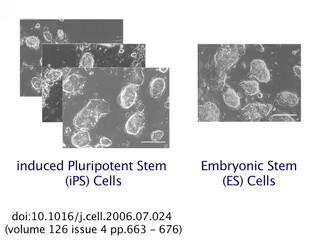 induced Pluripotent Stem
(iPS) Cells
Embryonic Stem
(ES) Cells
doi:10.1016/j.cell.2006.07.024
(volume 126 issue 4 pp.663 - 676)